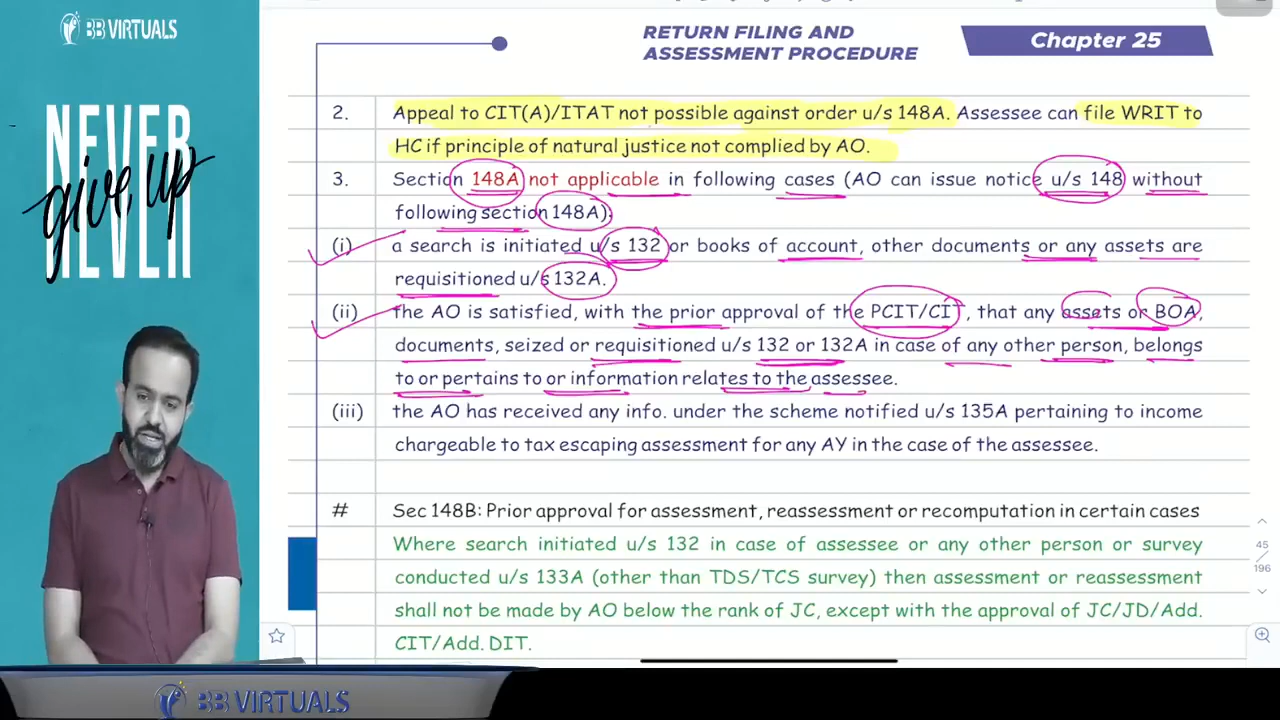 BB VIRTUALS
NEVER
give up
NEVER
RETURN FILING AND
ASSESSMENT PROCEDURE
Chapter 25
2. Appeal to CIT(A)/ITAT not possible against order u/s 148A. Assessee can file WRIT to
HC if principle of natural justice not complied by AO.
3. Section 148A not applicable in following cases (AO can issue notice u/s 148 without
following section 148A).
(i) a search is initiated u/s 132 or books of account, other documents or any assets are
requisitioned u/s 132A.
(ii) the AO is satisfied, with the prior approval of the PCIT/CIT, that any assets or BOA,
documents, seized or requisitioned u/s 132 or 132A in case of any other person, belongs
to or pertains to or information relates to the assessee.
(iii) the AO has received any info. under the scheme notified u/s 135A pertaining to income
chargeable to tax escaping assessment for any AY in the case of the assessee.
# Sec 148B: Prior approval for assessment, reassessment or recomputation in certain cases
Where search initiated u/s 132 in case of assessee or any other person or survey
conducted u/s 133A (other than TDS/TCS survey) then assessment or reassessment
shall not be made by AO below the rank of JC, except with the approval of JC/JD/Add.
CIT/Add. DIT.
45
196
BB VIRTUALS